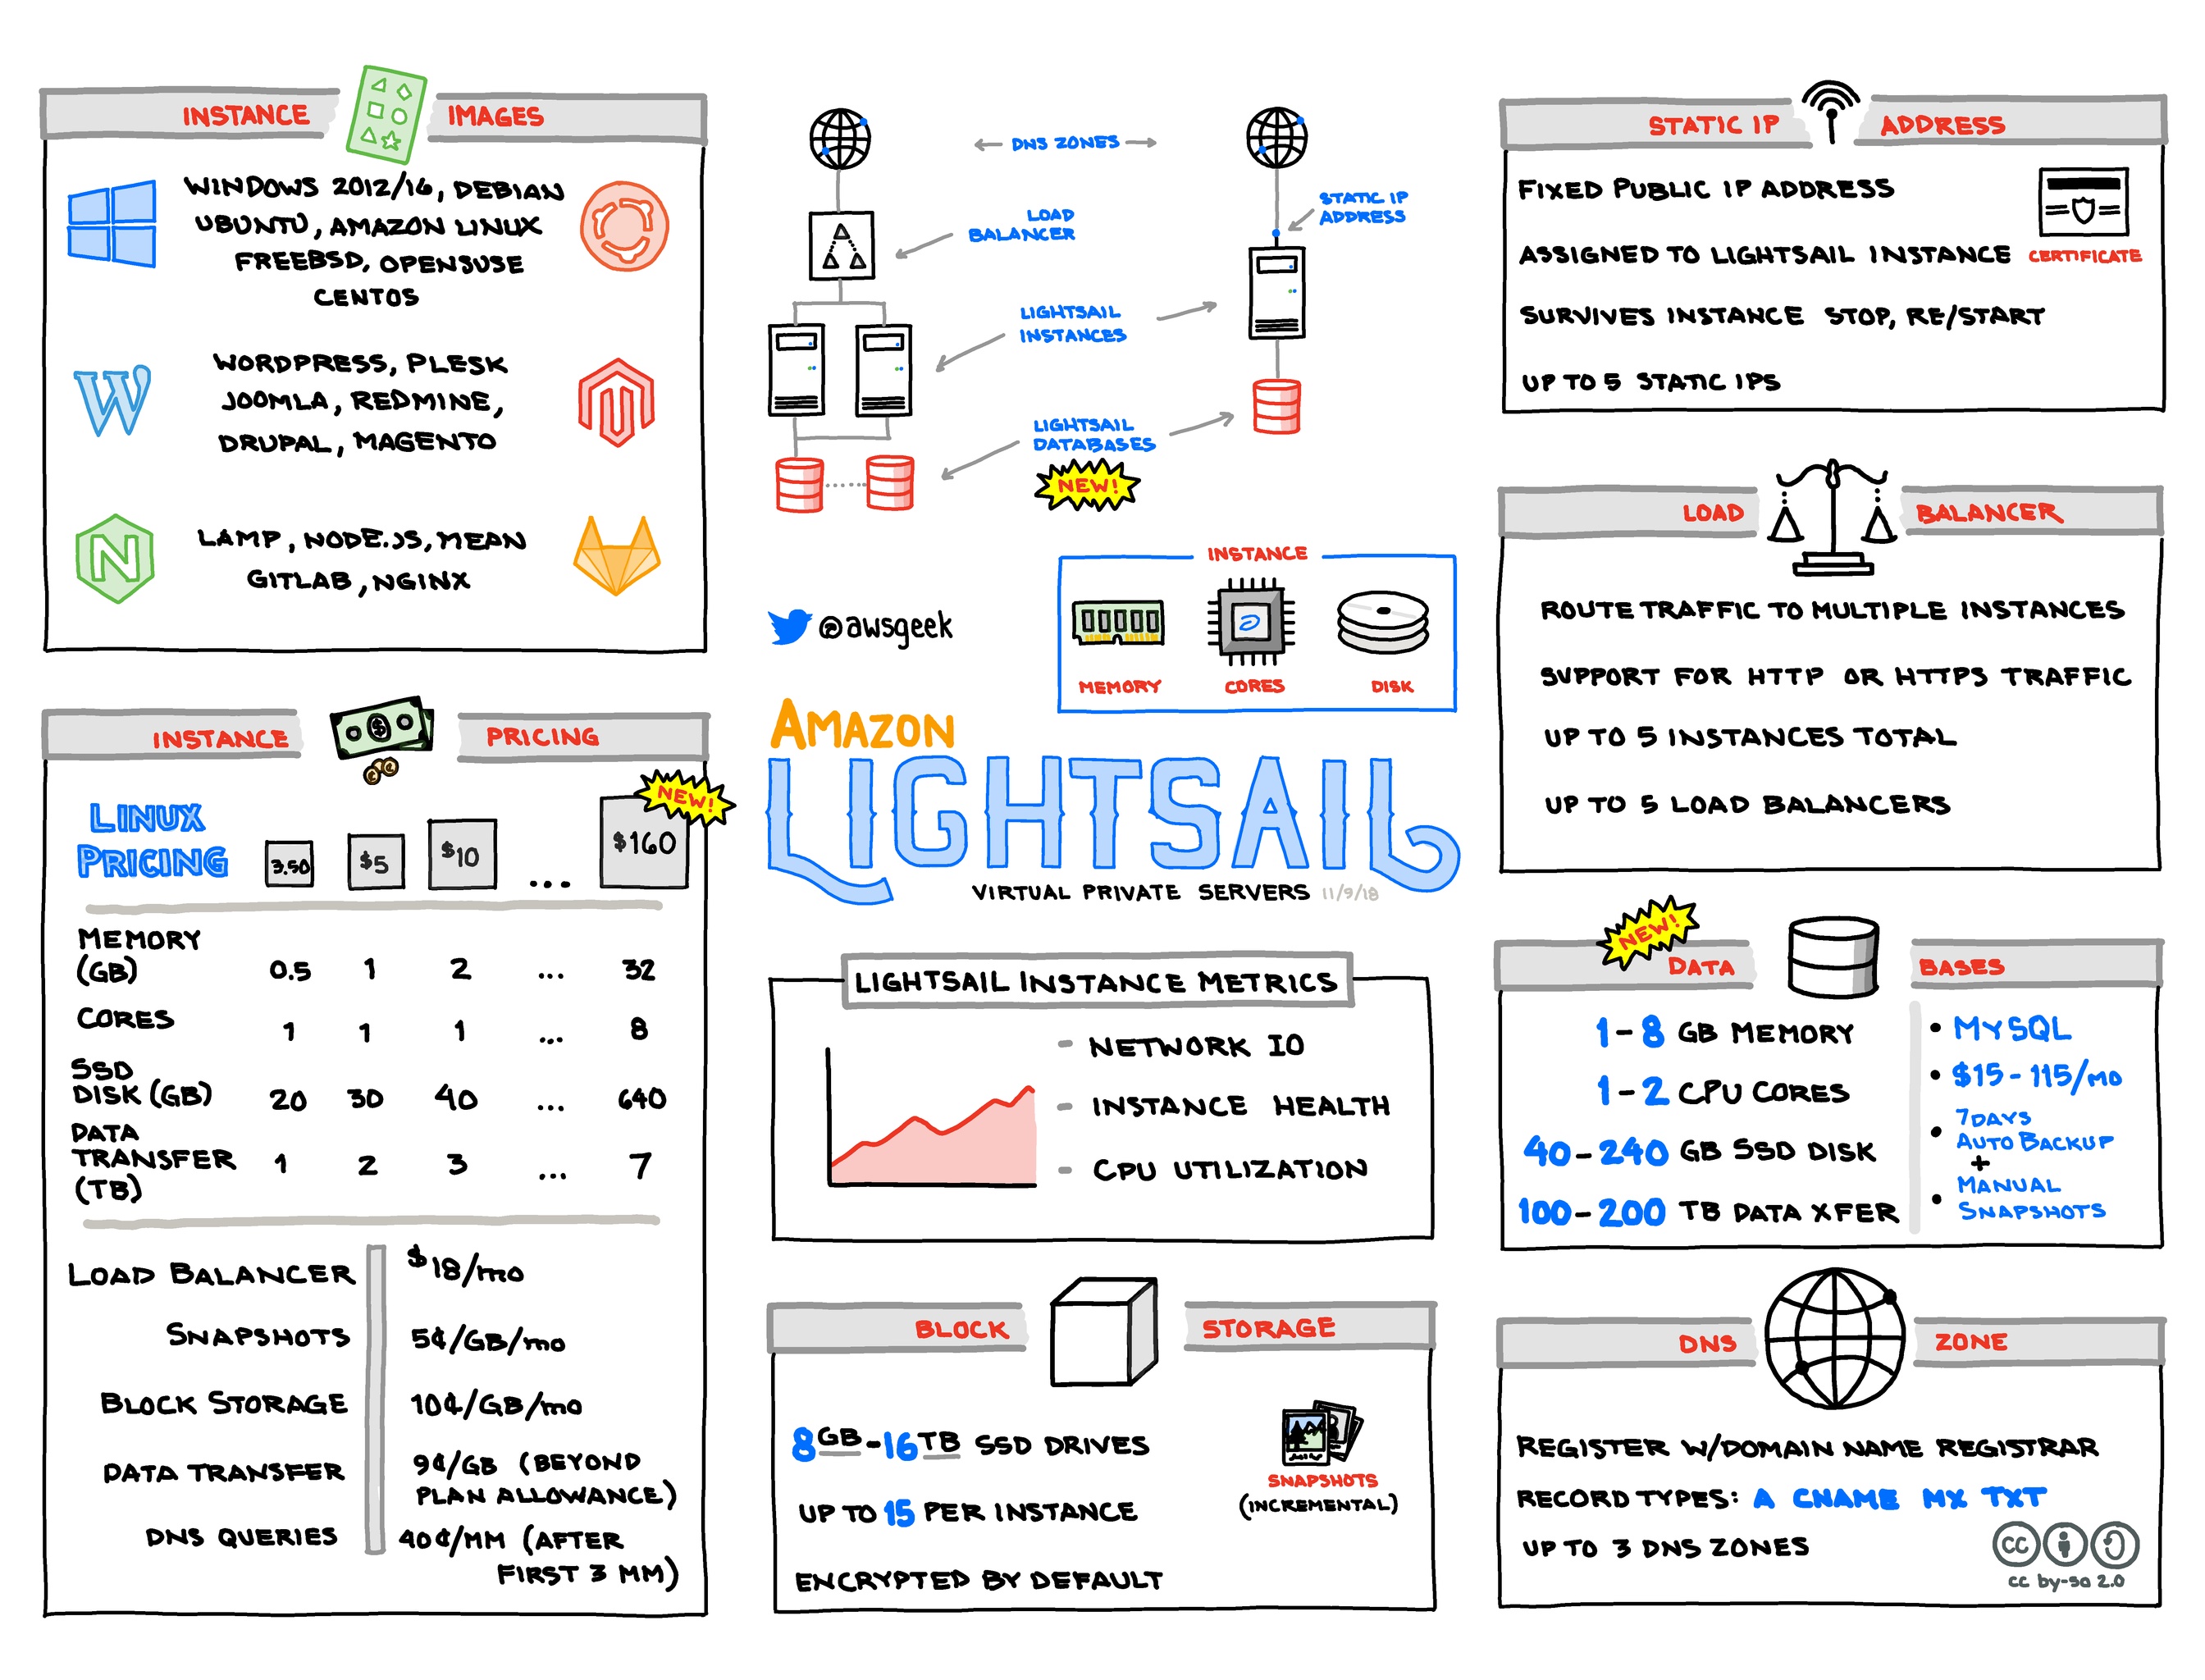 INSTANCE IMAGES
WINDOWS 2012/16, DEBIAN
UBUNTU, AMAZON LINUX
FREEBSD, OPENSUSE
CENTOS
WORDPRESS, PLESK
JOOMLA, REDMINE,
DRUPAL, MAGENTO
LAMP, NODE.JS, MEAN
GITLAB, NGINX
INSTANCE PRICING
LINUX
PRICING
3.50 $5 $10 ... $160
NEW!
MEMORY
(GB) 0.5 1 2 ... 32
CORES 1 1 1 ... 8
SSD
DISK (GB) 20 30 40 ... 640
DATA
TRANSFER 1 2 3 ... 7
(TB)
LOAD BALANCER $18/mo
SNAPSHOTS 5¢/GB/mo
BLOCK STORAGE 10¢/GB/mo
DATA TRANSFER 9¢/GB (BEYOND
PLAN ALLOWANCE)
DNS QUERIES 40¢/MM (AFTER
FIRST 3 MM)
DNS ZONES
STATIC IP
ADDRESS
LOAD
BALANCER
LIGHTSAIL
INSTANCES
LIGHTSAIL
DATABASES
NEW!
@awsgeek
INSTANCE
MEMORY CORES DISK
AMAZON
LIGHTSAIL
VIRTUAL PRIVATE SERVERS 11/9/18
LIGHTSAIL INSTANCE METRICS
- NETWORK IO
- INSTANCE HEALTH
- CPU UTILIZATION
BLOCK STORAGE
8GB-16TB SSD DRIVES
UP TO 15 PER INSTANCE
ENCRYPTED BY DEFAULT
SNAPSHOTS
(INCREMENTAL)
STATIC IP ADDRESS
FIXED PUBLIC IP ADDRESS
ASSIGNED TO LIGHTSAIL INSTANCE
SURVIVES INSTANCE STOP, RE/START
UP TO 5 STATIC IPS
CERTIFICATE
LOAD BALANCER
ROUTE TRAFFIC TO MULTIPLE INSTANCES
SUPPORT FOR HTTP OR HTTPS TRAFFIC
UP TO 5 INSTANCES TOTAL
UP TO 5 LOAD BALANCERS
NEW!
DATA BASES
1-8 GB MEMORY
1-2 CPU CORES
40-240 GB SSD DISK
100-200 TB DATA XFER
• MYSQL
• $15-115/mo
• 7 DAYS
AUTO BACKUP
+
• MANUAL
SNAPSHOTS
DNS ZONE
REGISTER W/DOMAIN NAME REGISTRAR
RECORD TYPES: A CNAME MX TXT
UP TO 3 DNS ZONES
cc
cc by-sa 2.0